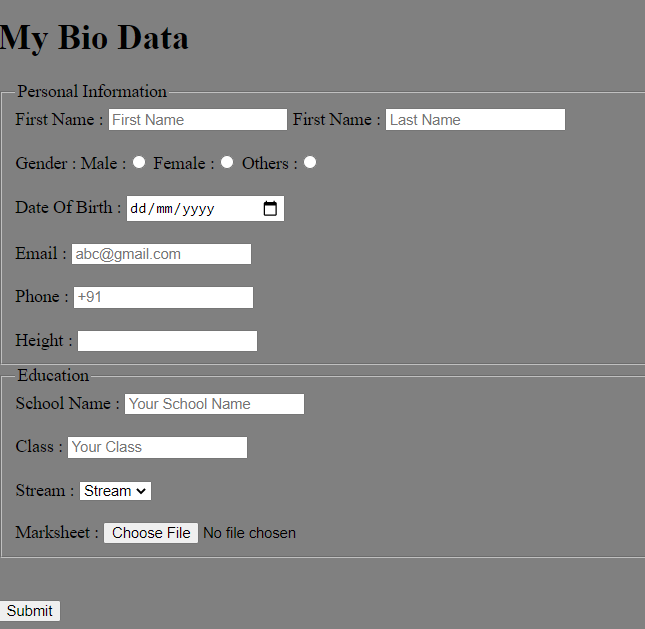 My Bio Data
Personal Information
First Name : First Name First Name : Last Name
Gender : Male : Female : Others :
Date Of Birth : dd/mm/yyyy
Email : abc@gmail.com
Phone : +91
Height :
Education
School Name : Your School Name
Class : Your Class
Stream : Stream
Marksheet : Choose File No file chosen
Submit